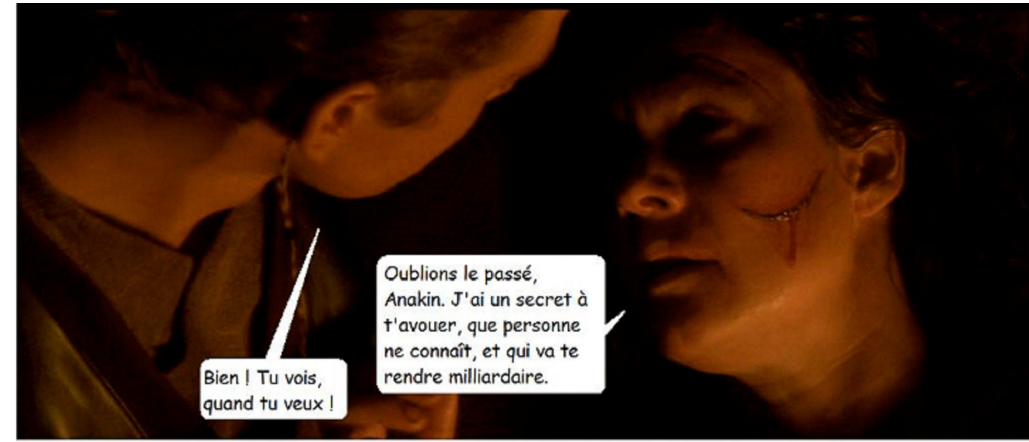 Oublions le passé,
Anakin. J'ai un secret à
t'avouer, que personne
ne connaît, et qui va te
rendre milliardaire.
Bien ! Tu vois,
quand tu veux !